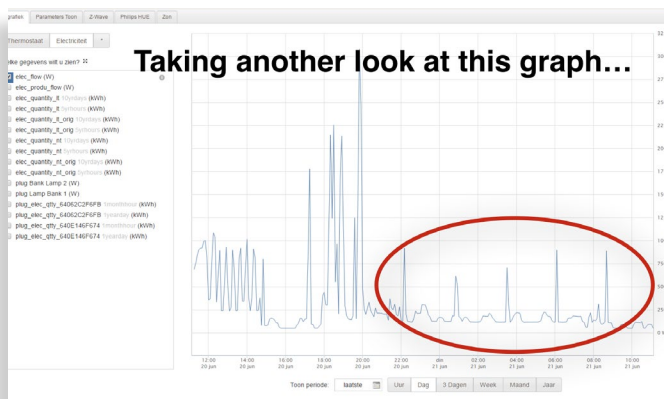 grafen Parameters Toon Z-Wave Philips HUE Zon
Thermostaat Electriciteit
Taking another look at this graph...
elke gegevens wilt u zien?
elec_flow (W)
elec_produ_flow (W)
elec_quantity_lt 10yrdays (kWh)
elec_quantity_lt 5yrhours (kWh)
elec_quantity_lt_orig 10yrdays (kWh)
elec_quantity_lt_orig 5yrhours (kWh)
elec_quantity_nt 10yrdays (kWh)
elec_quantity_nt 5yrhours (kWh)
elec_quantity_nt_orig 10yrdays (kWh)
elec_quantity_nt_orig 5yrhours (kWh)
plug Bank Lamp 2 (W)
plug Lamp Bank 1 (W)
plug_elec_qtty_64062C2F6FB 1monthhour (kWh)
plug_elec_qtty_64062C2F6FB 1yearday (kWh)
plug_elec_qtty_640E146F674 1monthhour (kWh)
plug_elec_qtty_640E146F674 1yearday (kWh)
12:00 14:00 16:00 18:00 20:00 22:00 din 02:00 04:00 06:00 08:00 10:00
20 jun 20 jun 20 jun 20 jun 20 jun 20 jun 21 jun 21 jun 21 jun 21 jun 21 jun 21 jun
Toon periode: laatste Uur Dag 3 Dagen Week Maand Jaar